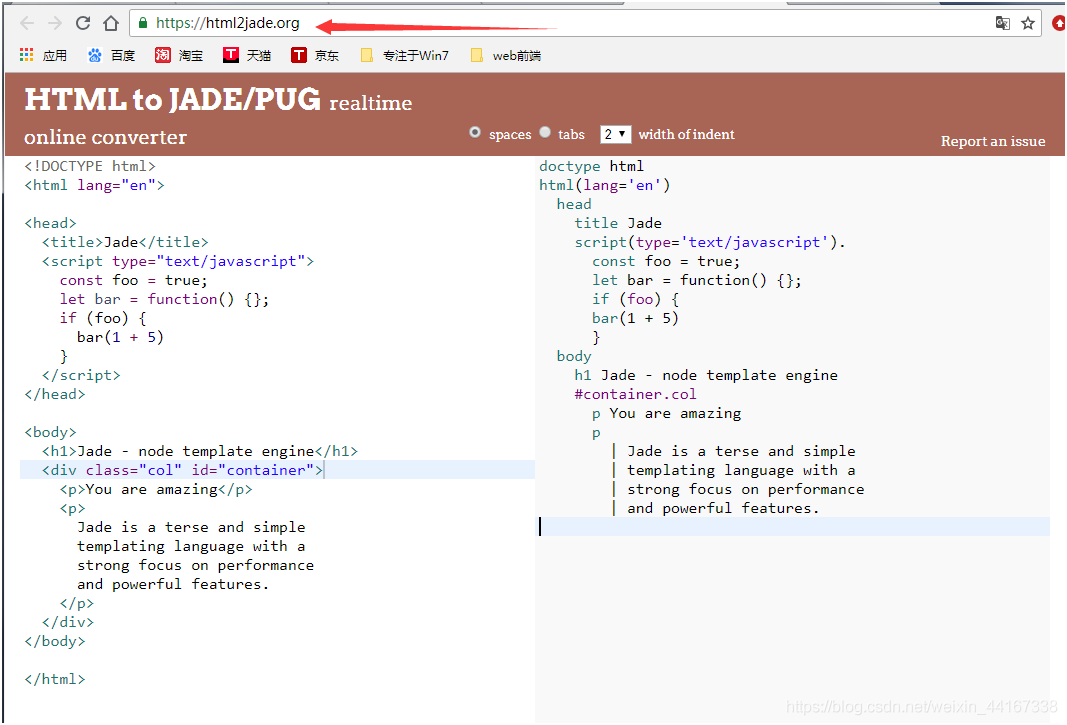 https://html2jade.org
应用 百度 淘 淘宝 T 天猫 T 京东 专注于Win7 web前端
HTML to JADE/PUG realtime
online converter
spaces tabs 2 width of indent
Report an issue
<!DOCTYPE html>
<html lang="en">
<head>
<title>Jade</title>
<script type="text/javascript">
const foo = true;
let bar = function() {};
if (foo) {
bar(1 + 5)
}
</script>
</head>
<body>
<h1>Jade - node template engine</h1>
<div class="col" id="container">
<p>You are amazing</p>
<p>
Jade is a terse and simple
templating language with a
strong focus on performance
and powerful features.
</p>
</div>
</body>
</html>
doctype html
html(lang='en')
head
title Jade
script(type='text/javascript').
const foo = true;
let bar = function() {};
if (foo) {
bar(1 + 5)
}
body
h1 Jade - node template engine
#container.col
p You are amazing
p
| Jade is a terse and simple
| templating language with a
| strong focus on performance
| and powerful features.
https://blog.csdn.net/weixin_44167338